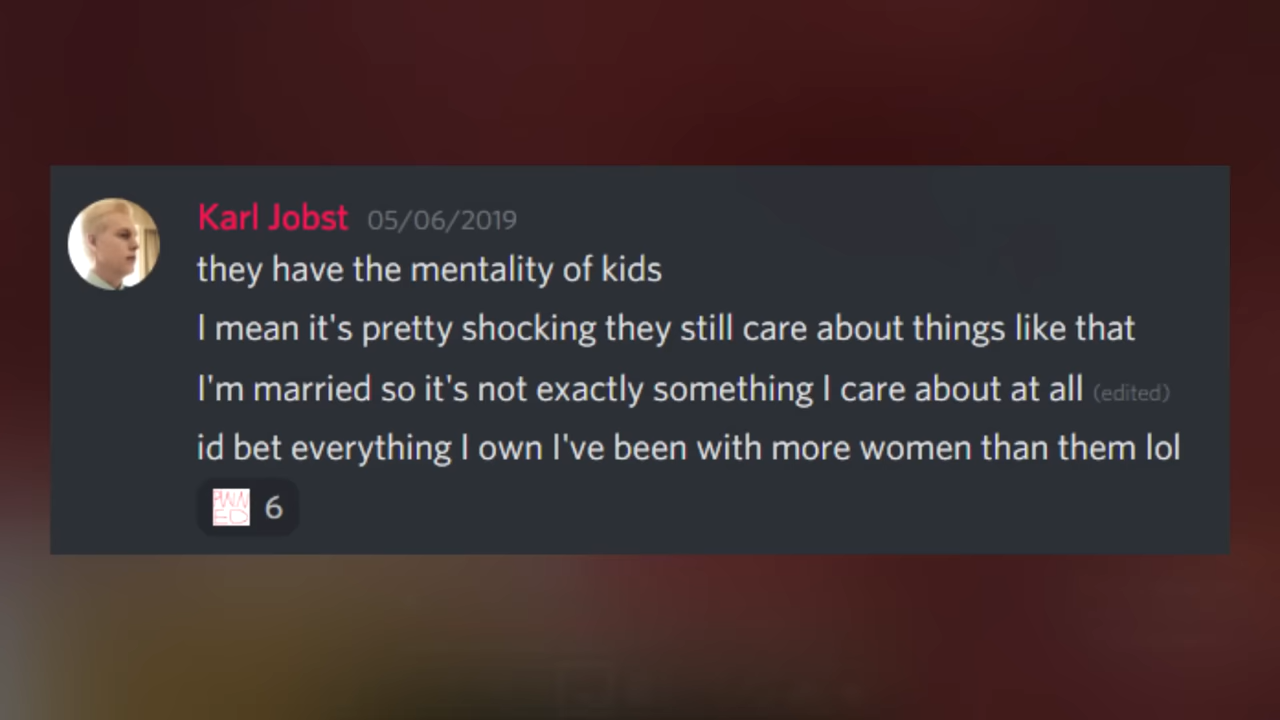 Karl Jobst 05/06/2019
they have the mentality of kids
I mean it's pretty shocking they still care about things like that
I'm married so it's not exactly something I care about at all (edited)
id bet everything I own I've been with more women than them lol
PWN
ED
6